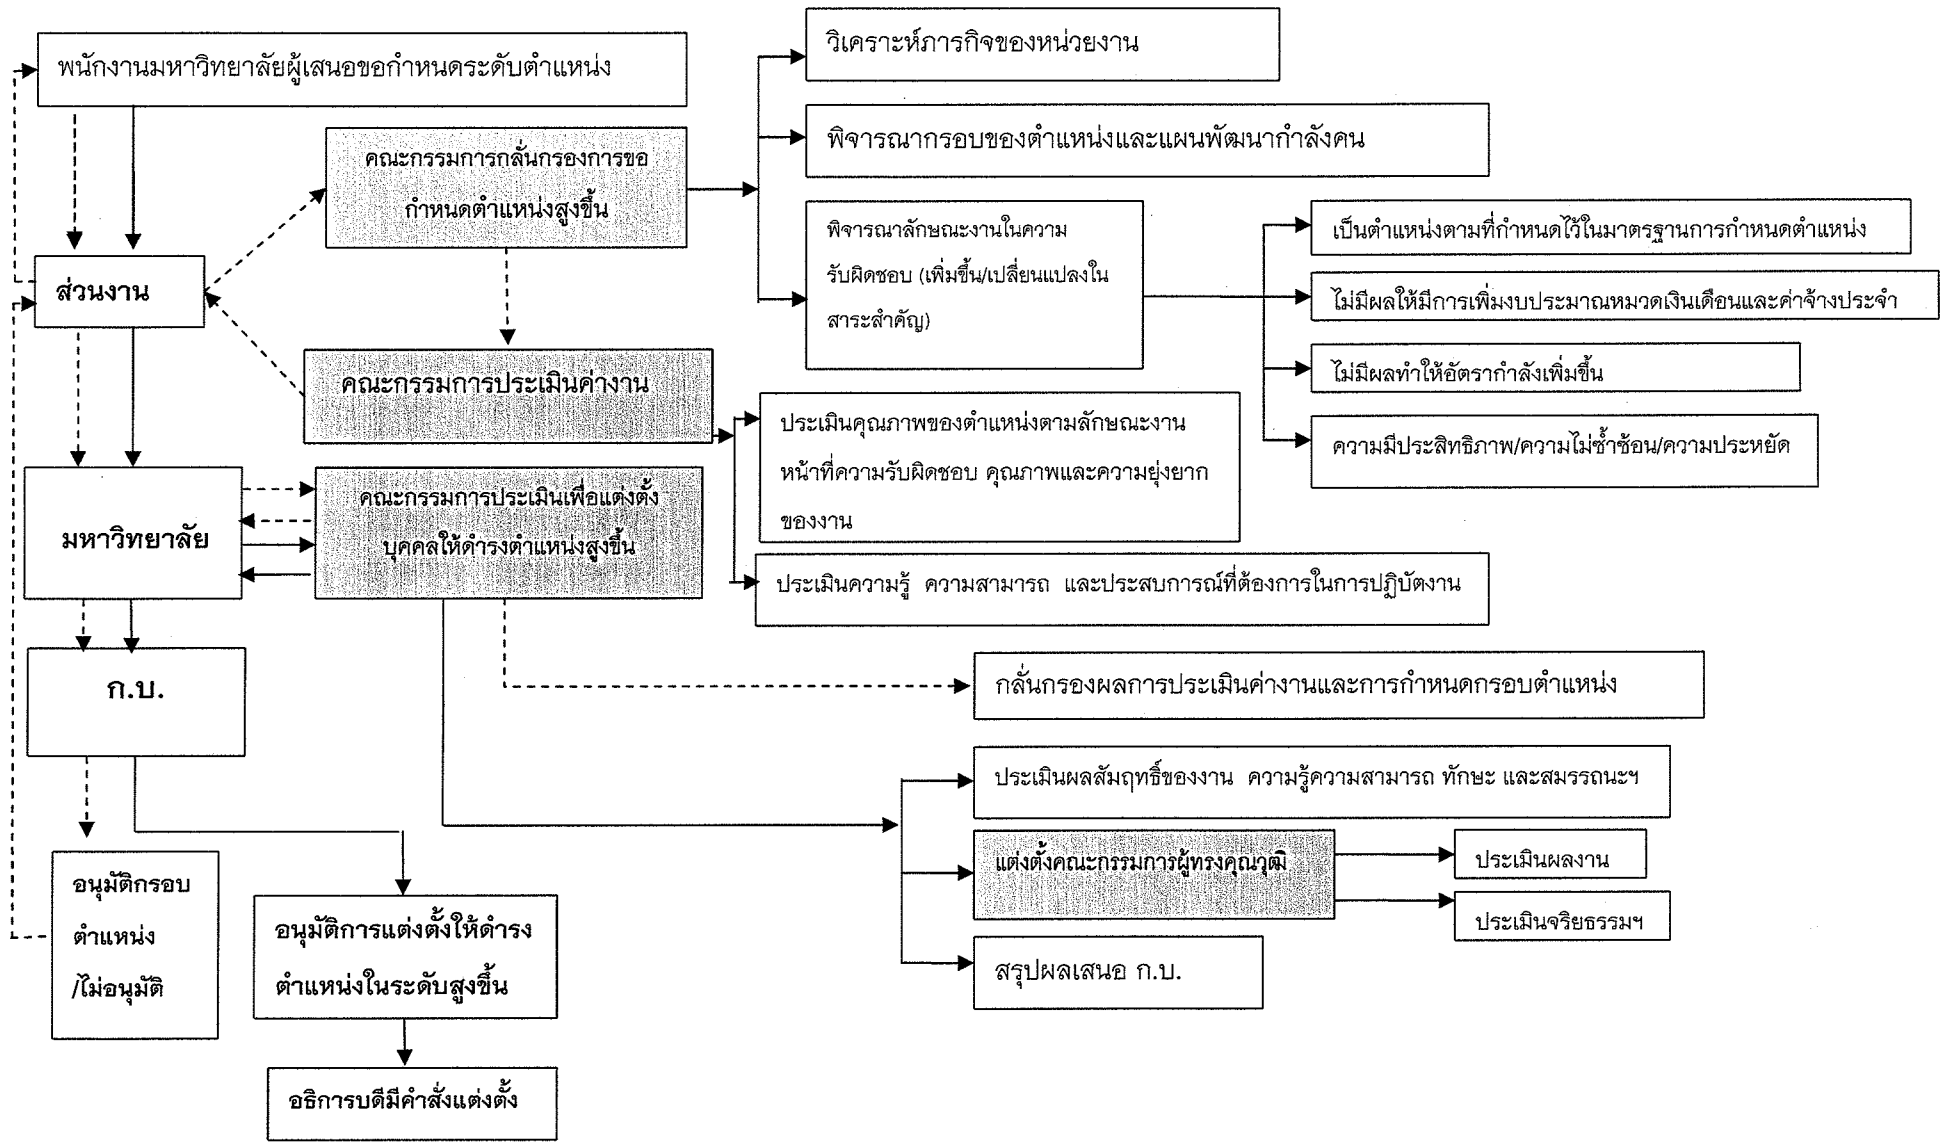 พนักงานมหาวิทยาลัยผู้เสนอขอกำหนดระดับตำแหน่ง
วิเคราะห์ภารกิจของหน่วยงาน
พิจารณากรอบของตำแหน่งและแผนพัฒนากำลังคน
คณะกรรมการกลั่นกรองการขอ
กำหนดตำแหน่งสูงขึ้น
พิจารณาลักษณะงานในความ
รับผิดชอบ (เพิ่มขึ้น/เปลี่ยนแปลงใน
สาระสำคัญ)
เป็นตำแหน่งตามที่กำหนดไว้ในมาตรฐานการกำหนดตำแหน่ง
ไม่มีผลให้มีการเพิ่มงบประมาณหมวดเงินเดือนและค่าจ้างประจำ
ไม่มีผลทำให้อัตรากำลังเพิ่มขึ้น
ความมีประสิทธิภาพ/ความไม่ซ้ำซ้อน/ความประหยัด
ส่วนงาน
คณะกรรมการประเมินค่างาน
ประเมินคุณภาพของตำแหน่งตามลักษณะงาน
หน้าที่ความรับผิดชอบ คุณภาพและความยุ่งยาก
ของงาน
ประเมินความรู้ ความสามารถ และประสบการณ์ที่ต้องการในการปฏิบัตงาน
มหาวิทยาลัย
คณะกรรมการประเมินเพื่อแต่งตั้ง
บุคคลให้ดำรงตำแหน่งสูงขึ้น
กลั่นกรองผลการประเมินค่างานและการกำหนดกรอบตำแหน่ง
ก.บ.
ประเมินผลสัมฤทธิ์ของงาน ความรู้ความสามารถ ทักษะ และสมรรถนะฯ
แต่งตั้งคณะกรรมการผู้ทรงคุณวุฒิ
ประเมินผลงาน
ประเมินจริยธรรมฯ
สรุปผลเสนอ ก.บ.
อนุมัติกรอบ
ตำแหน่ง
/ไม่อนุมัติ
อนุมัติการแต่งตั้งให้ดำรง
ตำแหน่งในระดับสูงขึ้น
อธิการบดีมีคำสั่งแต่งตั้ง